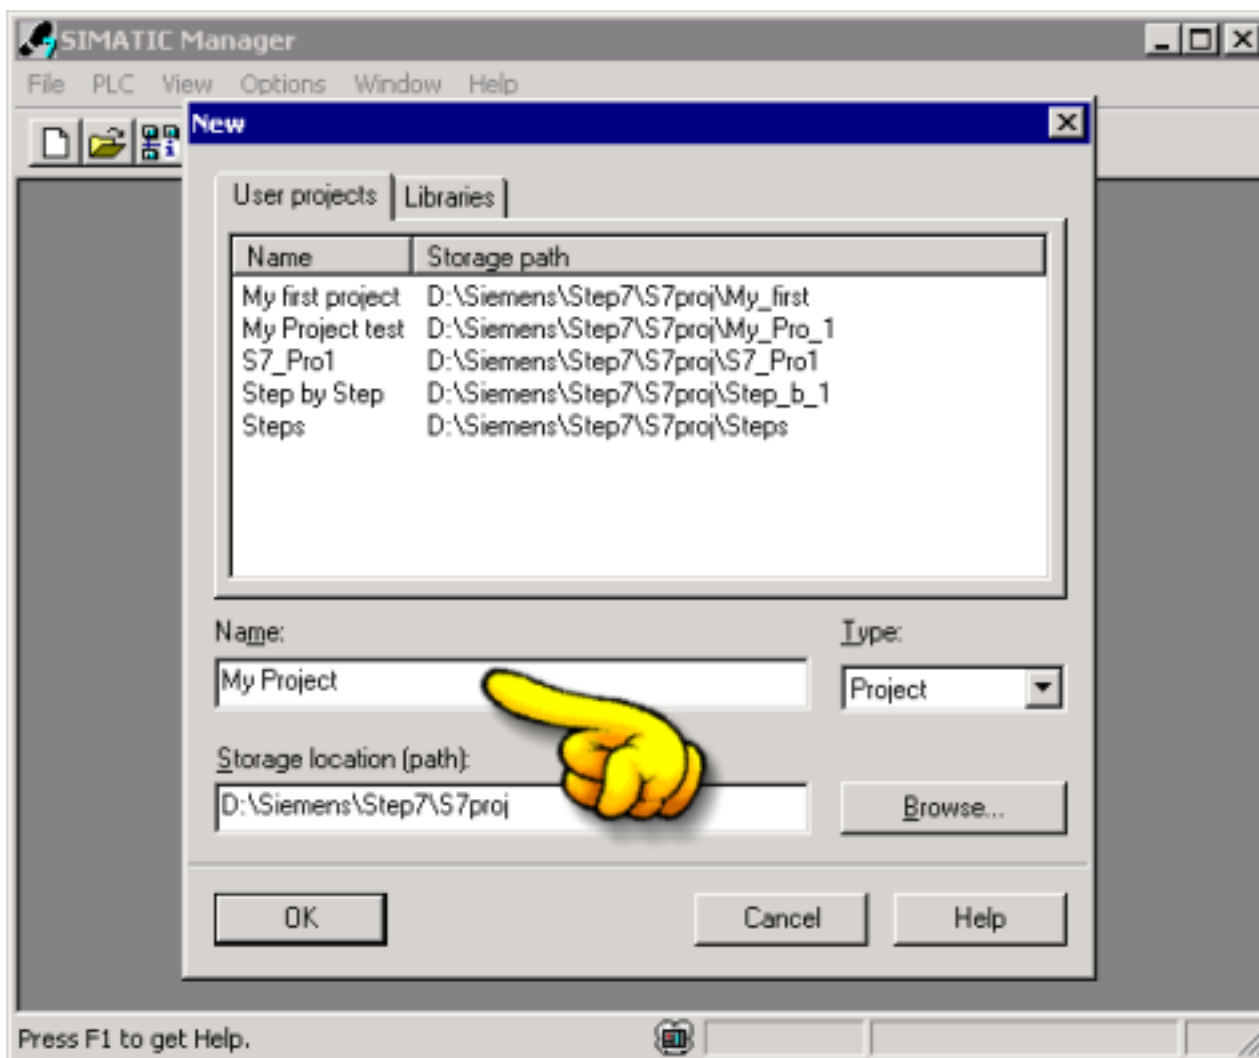 SIMATIC Manager
File PLC View Options Window Help
New
User projects Libraries
Name Storage path
My first project D:\Siemens\Step7\S7proj\My_first
My Project test D:\Siemens\Step7\S7proj\My_Pro_1
S7_Pro1 D:\Siemens\Step7\S7proj\S7_Pro1
Step by Step D:\Siemens\Step7\S7proj\Step_b_1
Steps D:\Siemens\Step7\S7proj\Steps
Name: Type:
My Project Project
Storage location (path):
D:\Siemens\Step7\S7proj Browse...
OK Cancel Help
Press F1 to get Help.